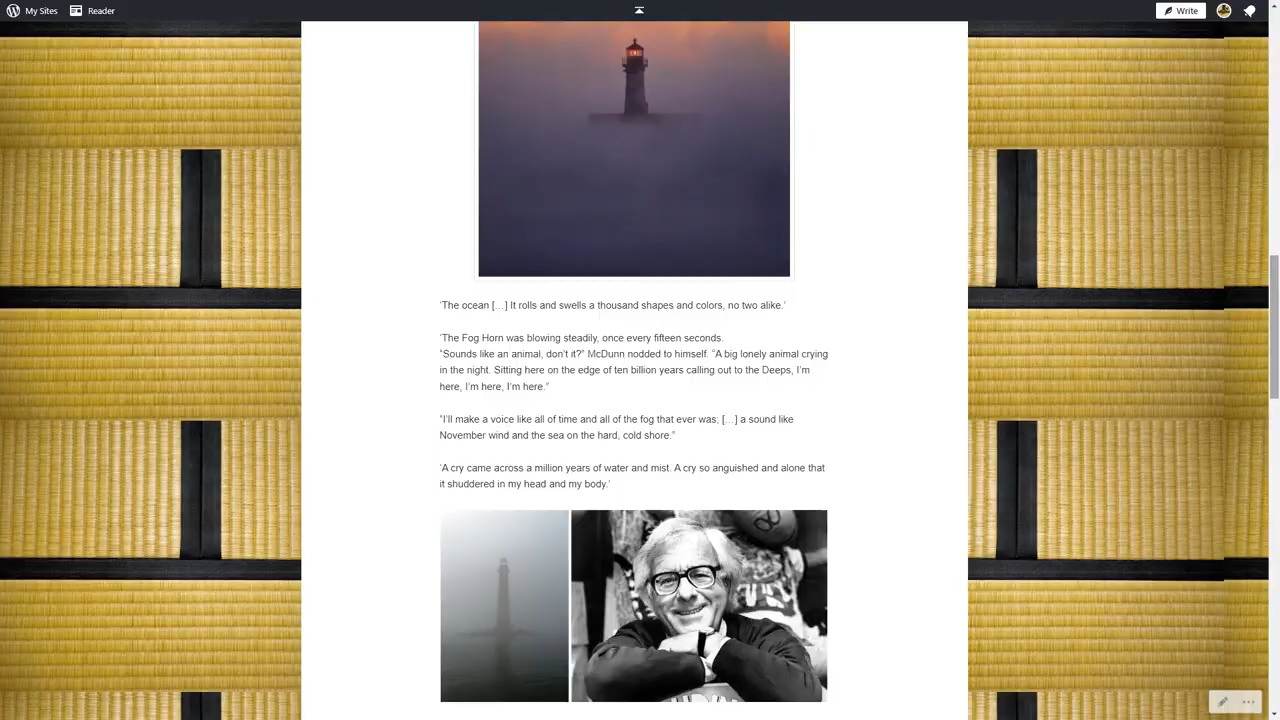 My Sites
Reader
Write
‘The ocean […] It rolls and swells a thousand shapes and colors, no two alike.’
‘The Fog Horn was blowing steadily, once every fifteen seconds.
“Sounds like an animal, don’t it?” McDunn nodded to himself. “A big lonely animal crying
in the night. Sitting here on the edge of ten billion years calling out to the Deeps, I’m
here, I’m here, I’m here.”
“I’ll make a voice like all of time and all of the fog that ever was; […] a sound like
November wind and the sea on the hard, cold shore.”
‘A cry came across a million years of water and mist. A cry so anguished and alone that
it shuddered in my head and my body.’